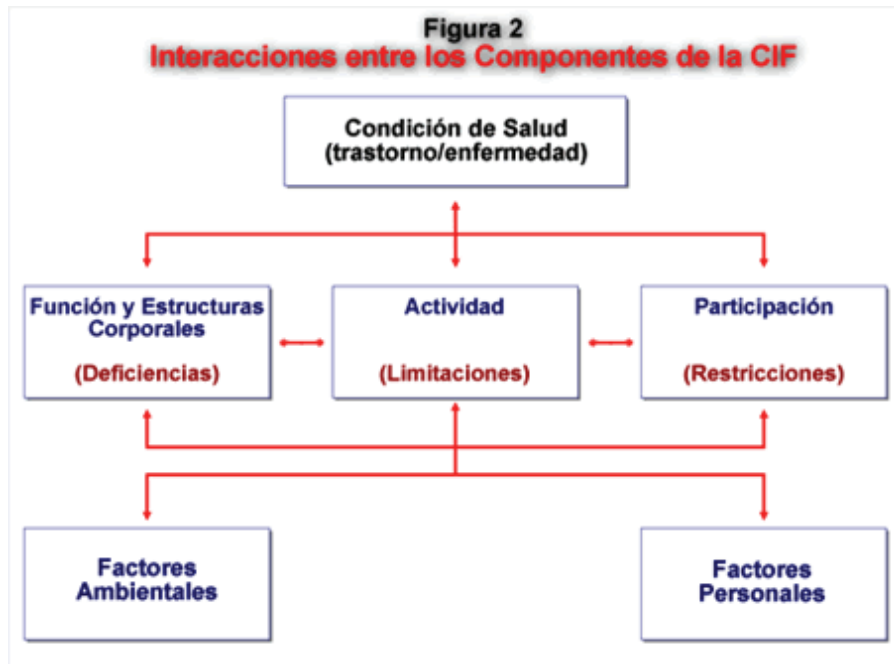 Figura 2
Interacciones entre los Componentes de la CIF
Condición de Salud
(trastorno/enfermedad)
Función y Estructuras
Corporales
(Deficiencias)
Actividad
(Limitaciones)
Participación
(Restricciones)
Factores
Ambientales
Factores
Personales